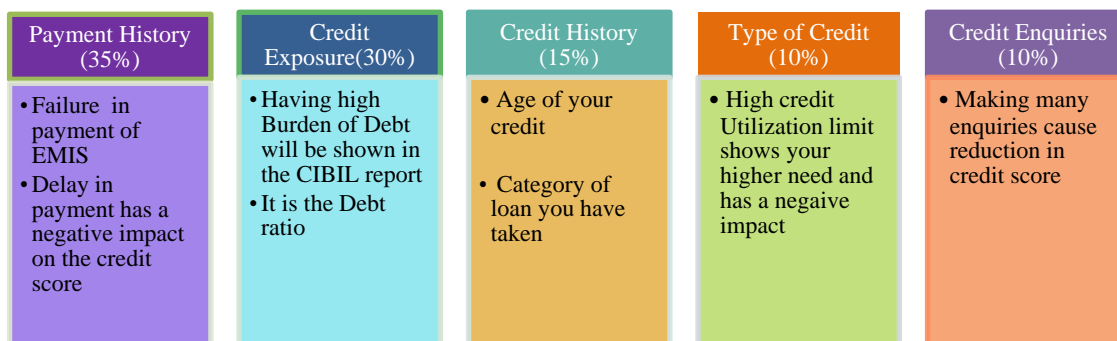 Payment History
(35%)
• Failure in
payment of
EMIS
• Delay in
payment has a
negative impact
on the credit
score
Credit
Exposure(30%)
• Having high
Burden of Debt
will be shown in
the CIBIL report
• It is the Debt
ratio
Credit History
(15%)
• Age of your
credit
• Category of
loan you have
taken
Type of Credit
(10%)
• High credit
Utilization limit
shows your
higher need and
has a negaive
impact
Credit Enquiries
(10%)
• Making many
enquiries cause
reduction in
credit score